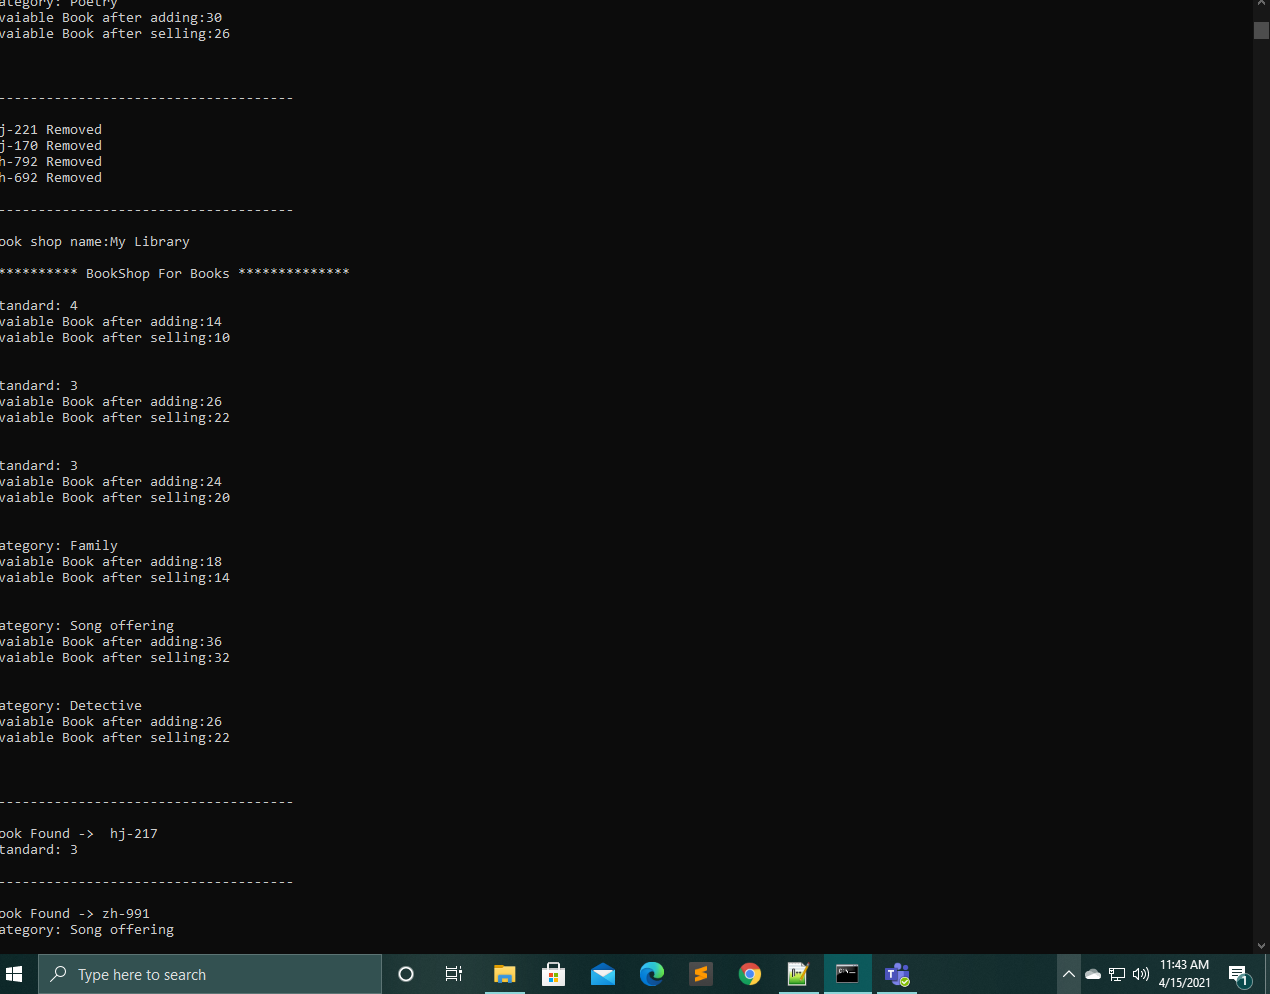 ategory: Poetry
vaiable Book after adding:30
vaiable Book after selling:26
-------------------------------------
j-221 Removed
j-170 Removed
h-792 Removed
h-692 Removed
-------------------------------------
ook shop name:My Library
********** BookShop For Books **************
tandard: 4
vaiable Book after adding:14
vaiable Book after selling:10
tandard: 3
vaiable Book after adding:26
vaiable Book after selling:22
tandard: 3
vaiable Book after adding:24
vaiable Book after selling:20
ategory: Family
vaiable Book after adding:18
vaiable Book after selling:14
ategory: Song offering
vaiable Book after adding:36
vaiable Book after selling:32
ategory: Detective
vaiable Book after adding:26
vaiable Book after selling:22
-------------------------------------
ook Found ->  hj-217
tandard: 3
-------------------------------------
ook Found -> zh-991
ategory: Song offering
Type here to search
11:43 AM
4/15/2021
1